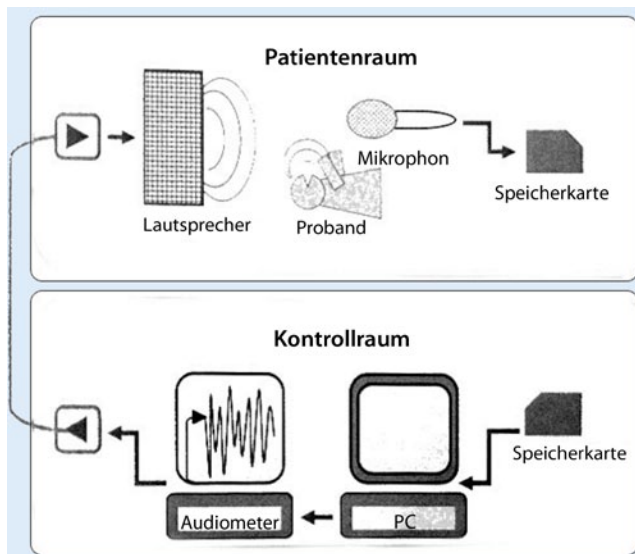 Patientenraum
Mikrophon
Speicherkarte
Lautsprecher
Proband
Kontrollraum
Speicherkarte
Audiometer
PC